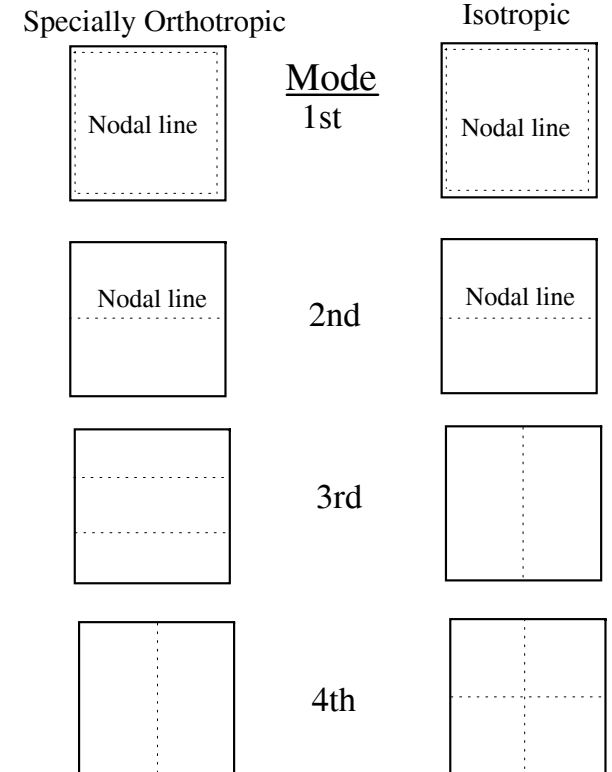 Specially Orthotropic
Isotropic
Mode
1st
Nodal line
Nodal line
Nodal line
2nd
Nodal line
3rd
4th